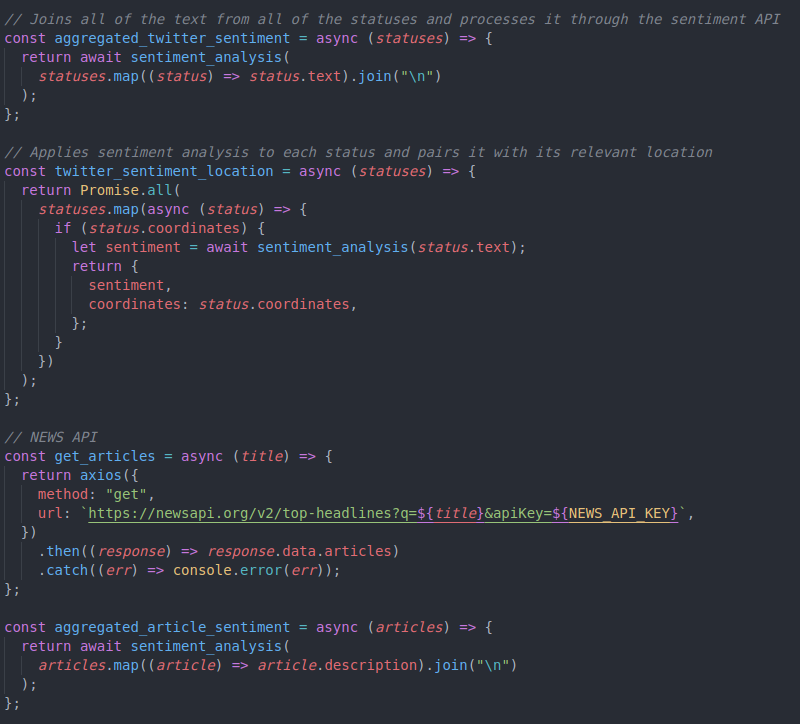 // Joins all of the text from all of the statuses and processes it through the sentiment API
const aggregated_twitter_sentiment = async (statuses) => {
  return await sentiment_analysis(
    statuses.map((status) => status.text).join("\n")
  );
};

// Applies sentiment analysis to each status and pairs it with its relevant location
const twitter_sentiment_location = async (statuses) => {
  return Promise.all(
    statuses.map(async (status) => {
      if (status.coordinates) {
        let sentiment = await sentiment_analysis(status.text);
        return {
          sentiment,
          coordinates: status.coordinates,
        };
      }
    })
  );
};

// NEWS API
const get_articles = async (title) => {
  return axios({
    method: "get",
    url: `https://newsapi.org/v2/top-headlines?q=${title}&apiKey=${NEWS_API_KEY}`,
  })
    .then((response) => response.data.articles)
    .catch((err) => console.error(err));
};

const aggregated_article_sentiment = async (articles) => {
  return await sentiment_analysis(
    articles.map((article) => article.description).join("\n")
  );
};